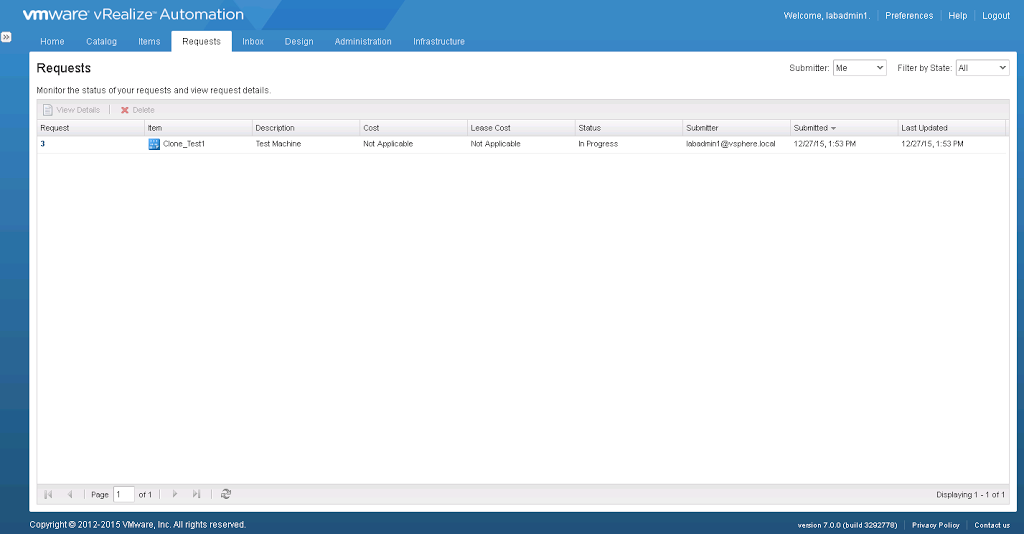 vmware vRealize Automation
Welcome, labadmin1. Preferences Help Logout
Home Catalog Items Requests Inbox Design Administration Infrastructure
Requests
Submitter: Me Filter by State: All
Monitor the status of your requests and view request details.
View Details Delete
Request Item Description Cost Lease Cost Status Submitter Submitted Last Updated
3 Clone_Test1 Test Machine Not Applicable Not Applicable In Progress labadmin1@vsphere.local 12/27/15, 1:53 PM 12/27/15, 1:53 PM
Page 1 of 1
Displaying 1 - 1 of 1
Copyright © 2012-2015 VMware, Inc. All rights reserved.
version 7.0.0 (build 3292778) Privacy Policy Contact us